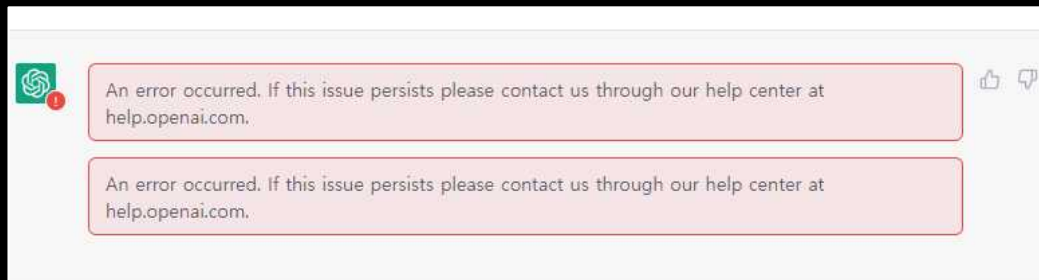 An error occurred. If this issue persists please contact us through our help center at
help.openai.com.
An error occurred. If this issue persists please contact us through our help center at
help.openai.com.